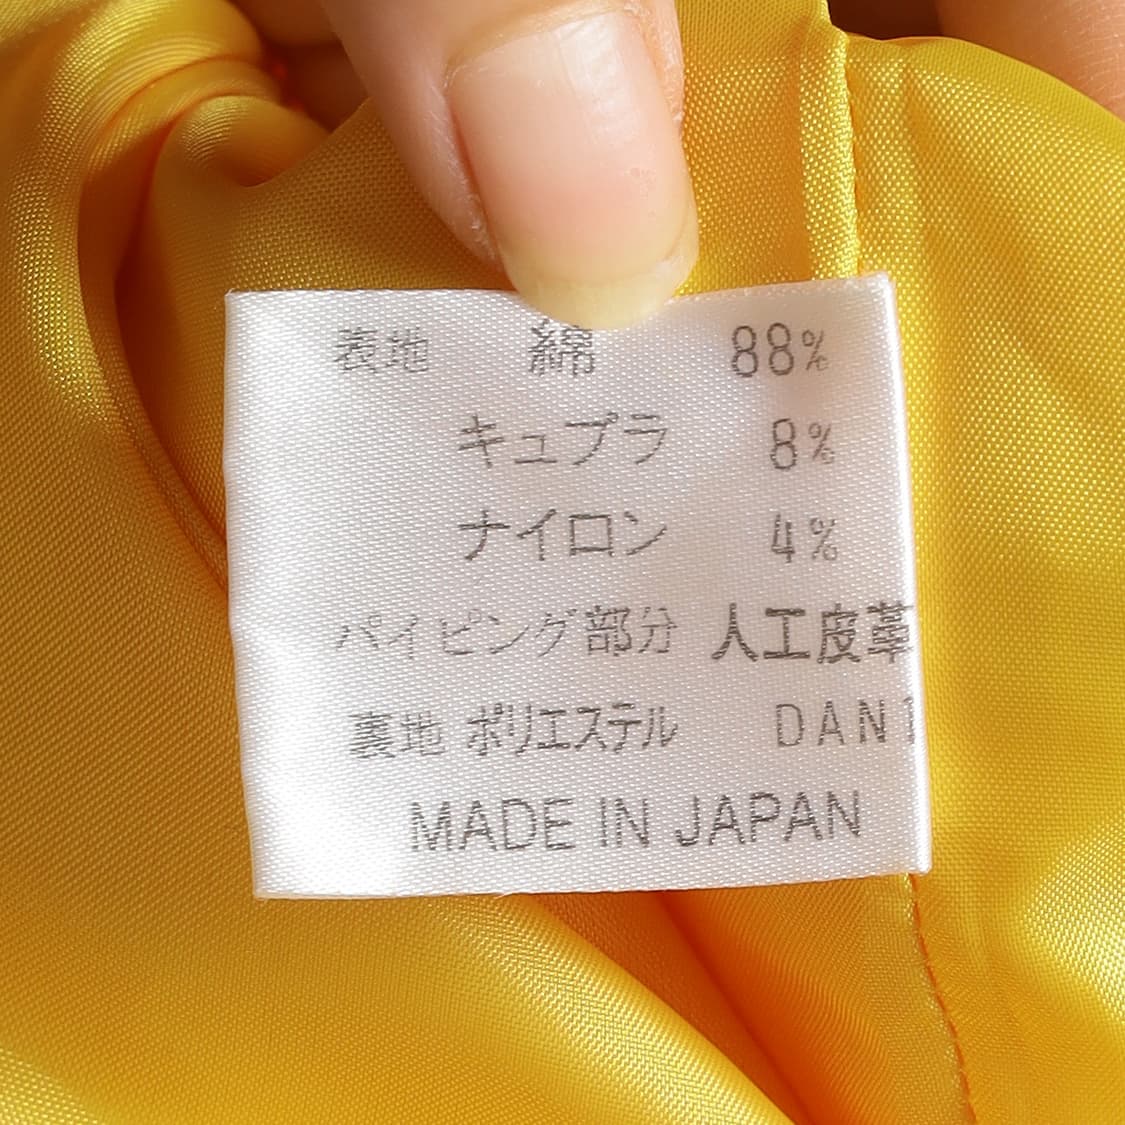 表地 綿 88%
キュプラ 8%
ナイロン 4%
パイピング部分 人工皮革
裏地 ポリエステル
MADE IN JAPAN